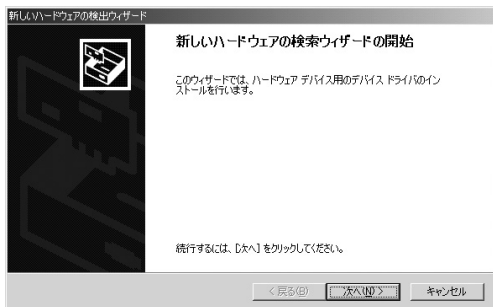 新しいハードウェアの検出ウィザード
新しいハードウェアの検索ウィザードの開始
このウィザードでは、ハードウェア デバイス用のデバイス ドライバのイン
ストールを行います。
続行するには、[次へ] をクリックしてください。
< 戻る(B)
次へ(N) >
キャンセル